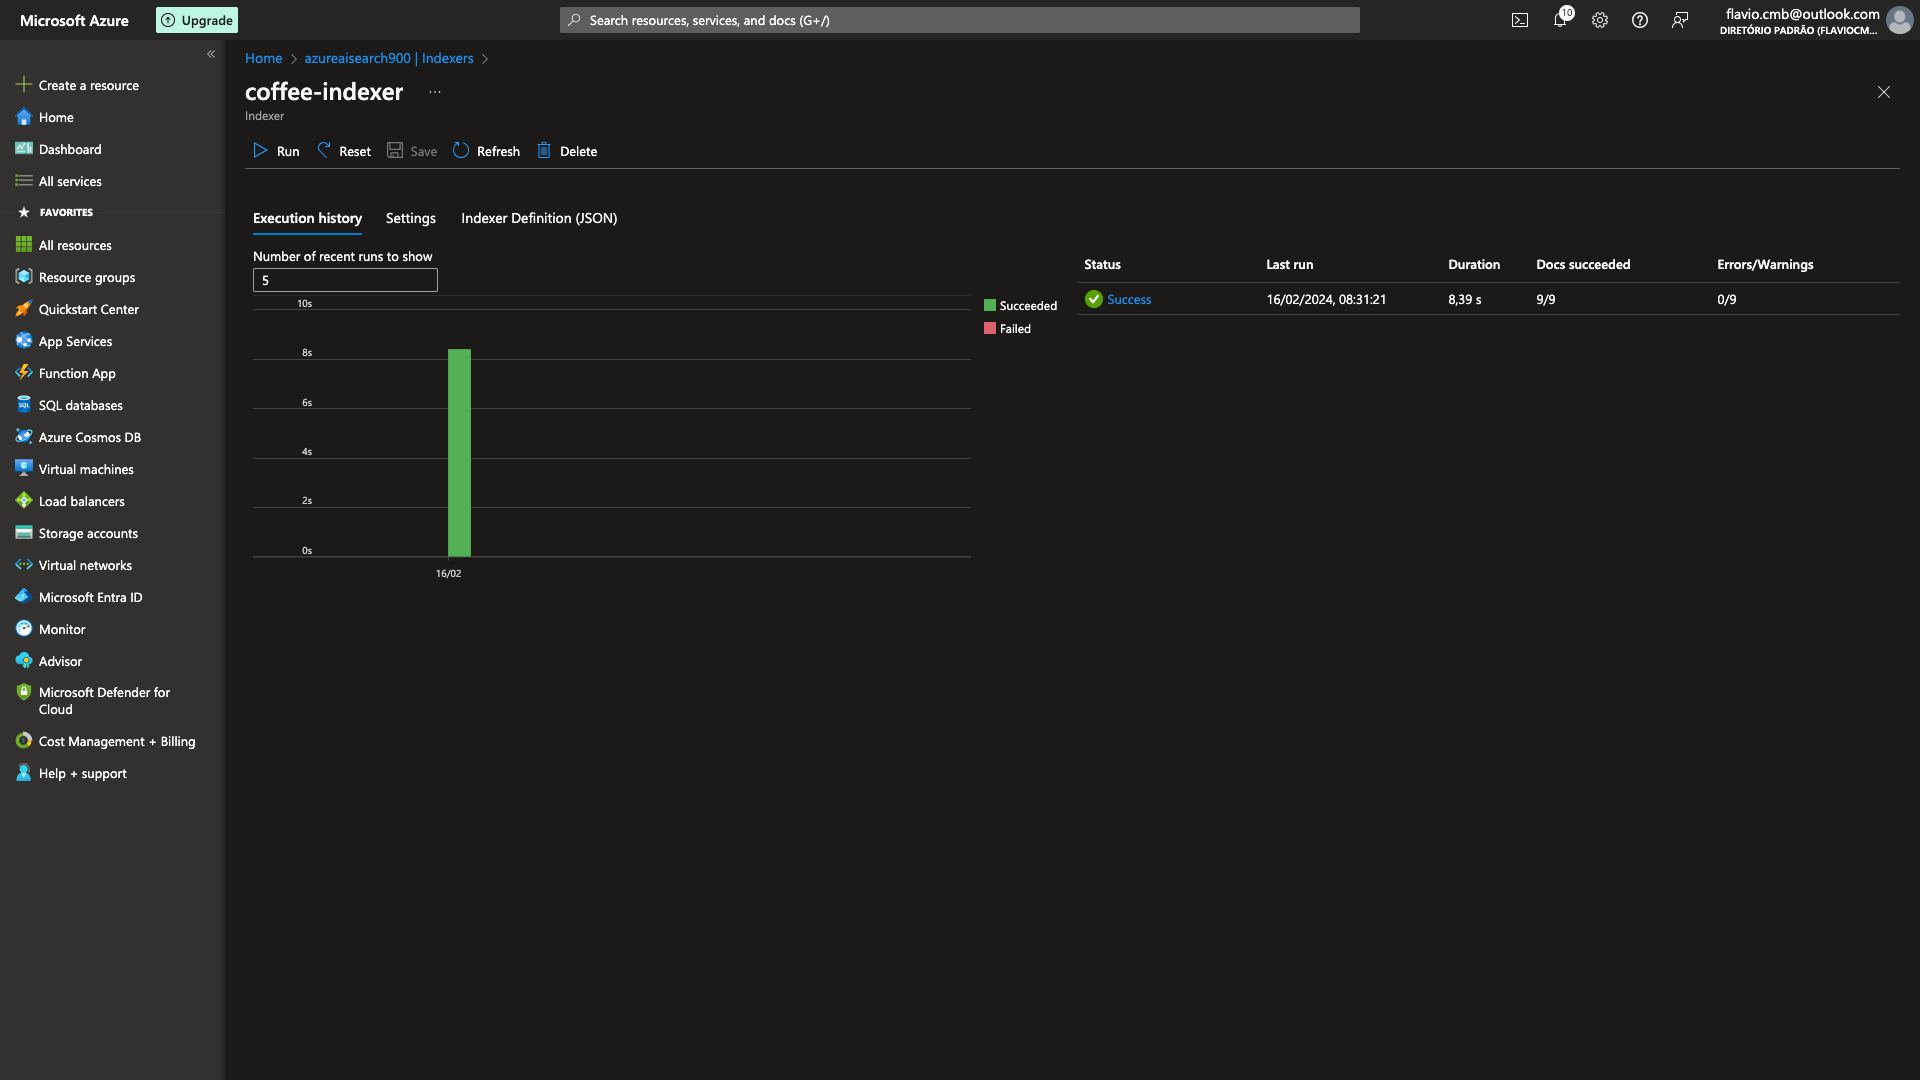 Microsoft Azure
Upgrade
Search resources, services, and docs (G+/)
10
flavio.cmb@outlook.com
DIRETÓRIO PADRÃO (FLAVIOCM...
«
Create a resource
Home
Dashboard
All services
FAVORITES
All resources
Resource groups
Quickstart Center
App Services
Function App
SQL
SQL databases
Azure Cosmos DB
Virtual machines
Load balancers
Storage accounts
Virtual networks
Microsoft Entra ID
Monitor
Advisor
Microsoft Defender for
Cloud
Cost Management + Billing
Help + support
Home > azureaisearch900 | Indexers >
coffee-indexer ...
Indexer
Run Reset Save Refresh Delete
Execution history Settings Indexer Definition (JSON)
Number of recent runs to show
5
10s
8s
6s
4s
2s
0s
16/02
Succeeded
Failed
Status Last run Duration Docs succeeded Errors/Warnings
Success 16/02/2024, 08:31:21 8,39 s 9/9 0/9